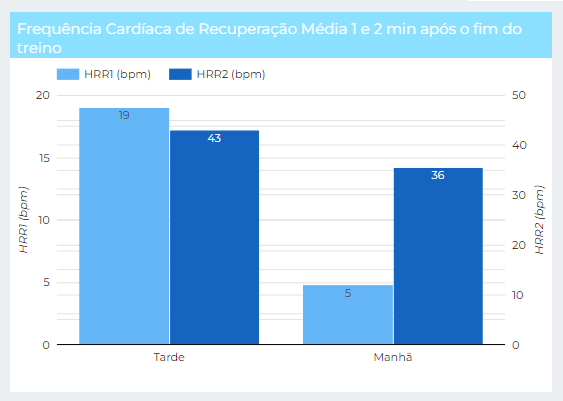 Frequência Cardíaca de Recuperação Média 1 e 2 min após o fim do
treino
HRR1 (bpm) HRR2 (bpm)
20 50
19
43
15 40
36
30
10
20
5
5
10
0 0
HRR1 (bpm)
HRR2 (bpm)
Tarde Manhã